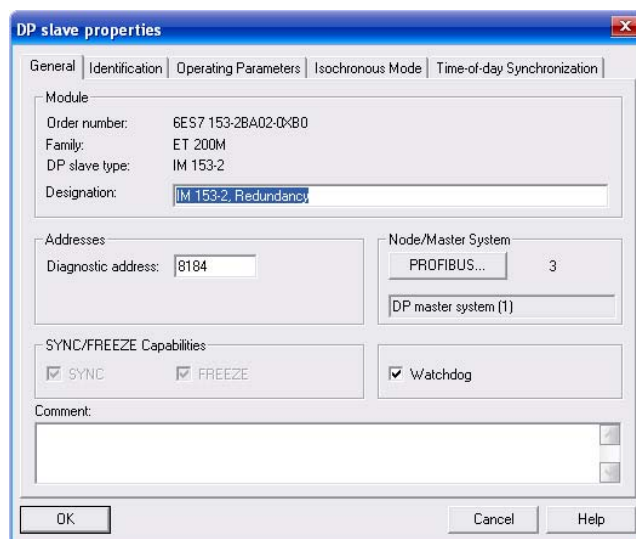 DP slave properties
General Identification Operating Parameters Isochronous Mode Time-of-day Synchronization
Module
Order number: 6ES7 153-2BA02-0XB0
Family: ET 200M
DP slave type: IM 153-2
Designation: IM 153-2, Redundancy
Addresses
Diagnostic address: 8184
Node/Master System
PROFIBUS... 3
DP master system (1)
SYNC/FREEZE Capabilities
SYNC FREEZE
Watchdog
Comment:
OK Cancel Help